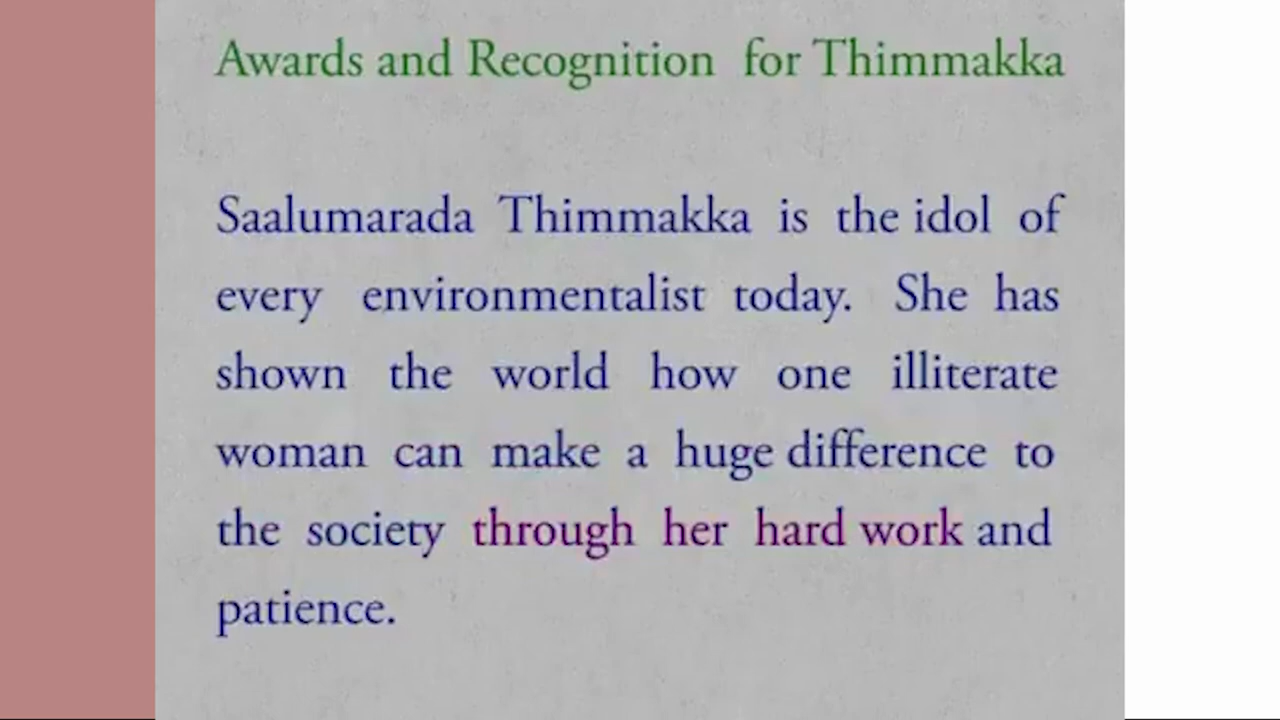 Awards and Recognition for Thimmakka
Saalumarada Thimmakka is the idol of
every environmentalist today. She has
shown the world how one illiterate
woman can make a huge difference to
the society through her hard work and
patience.